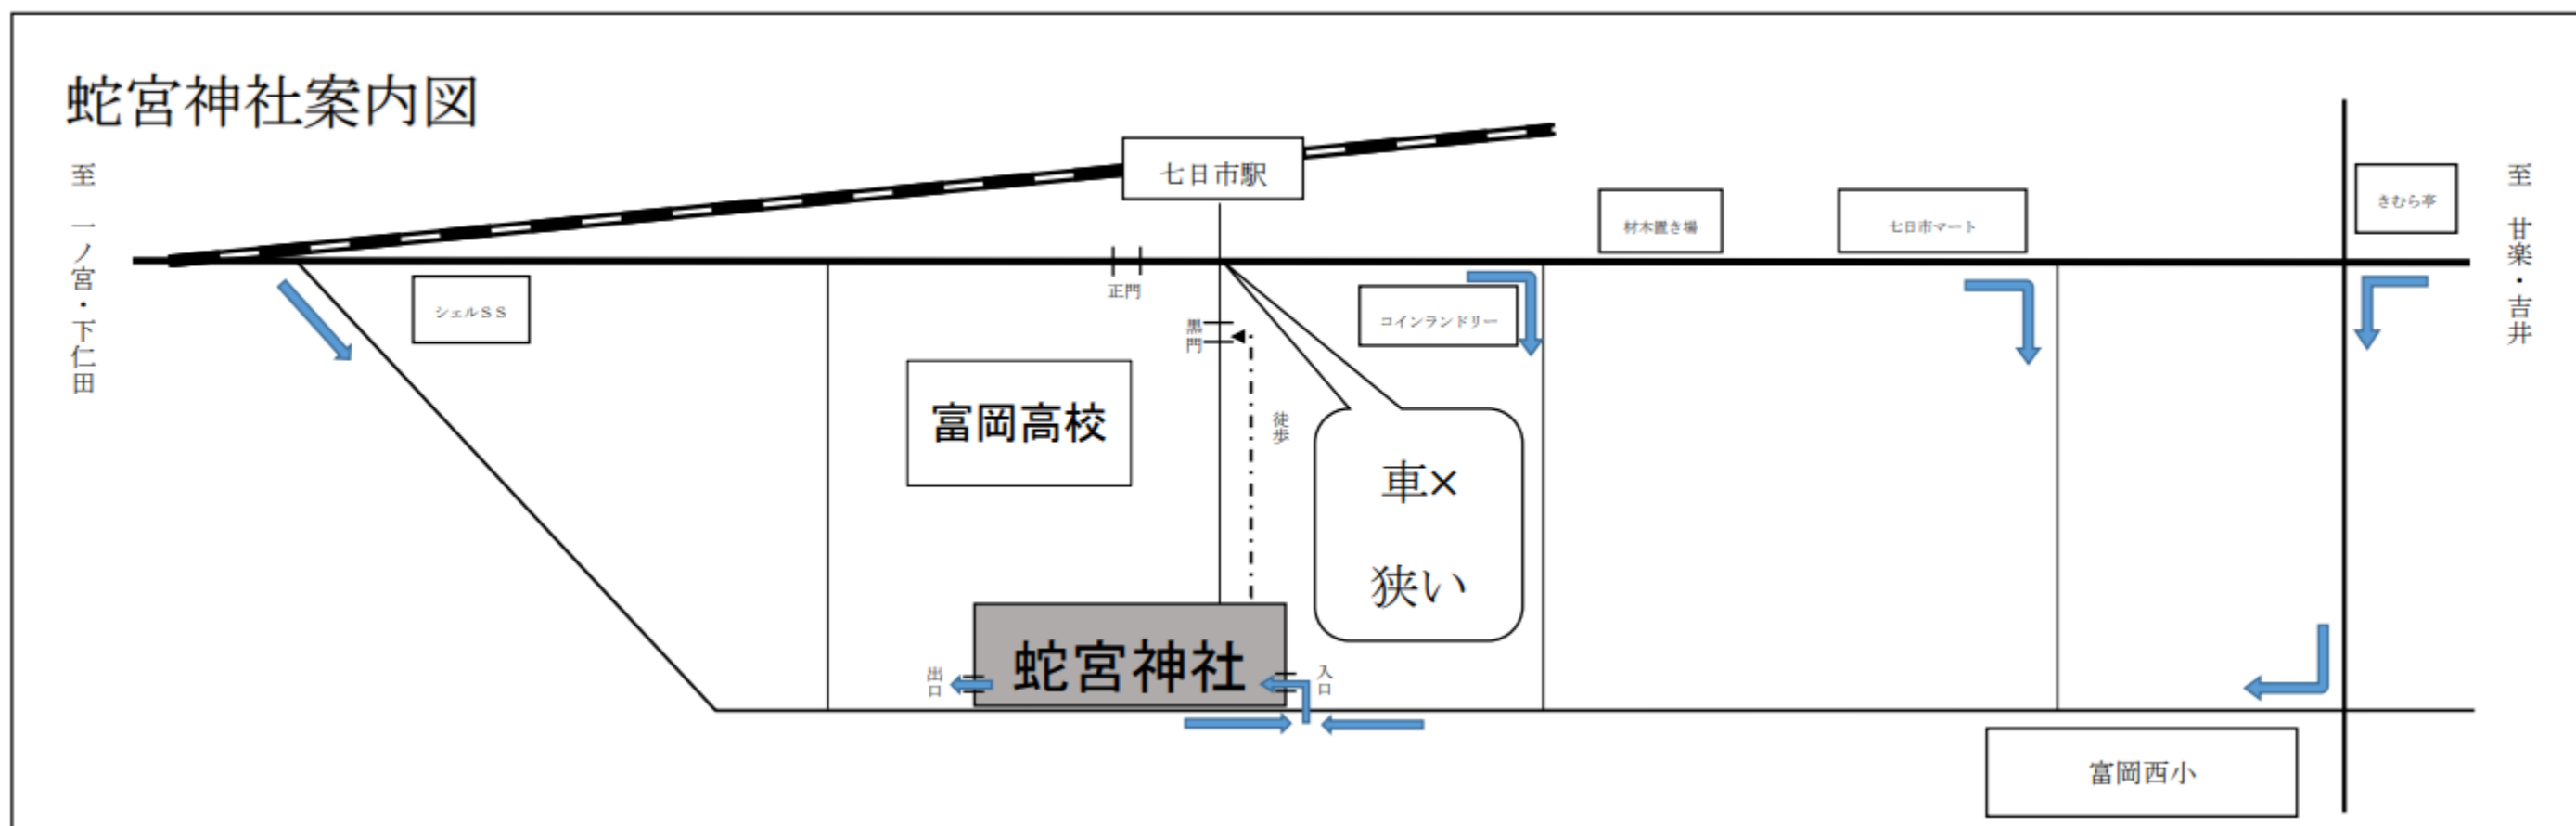 蛇宮神社案内図
至 一ノ宮・下仁田
七日市駅
材木置き場
七日市マート
きむら亭
至 甘楽・吉井
シェルSS
正門
黒門
コインランドリー
富岡高校
徒歩
車×
狭い
蛇宮神社
出口
入口
富岡西小